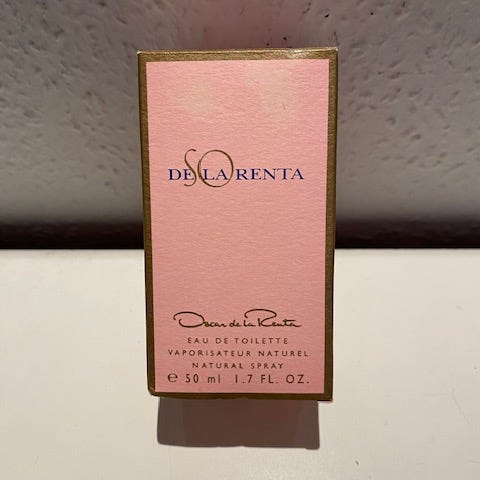 SO
DE LA RENTA
Oscar de la Renta
EAU DE TOILETTE
VAPORISATEUR NATUREL
NATURAL SPRAY
℮ 50 ml 1.7 FL. OZ.